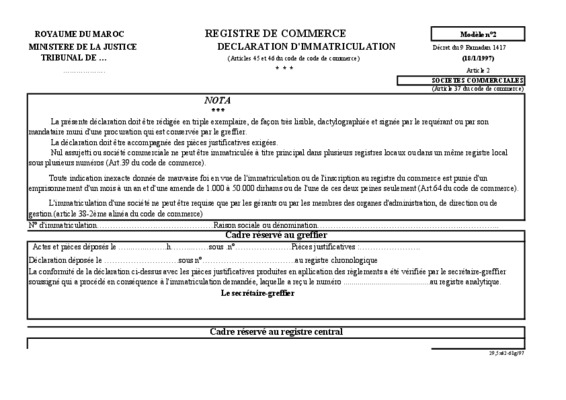 ROYAUME DU MAROC
MINISTERE DE LA JUSTICE
TRIBUNAL DE …
………………
REGISTRE DE COMMERCE
DECLARATION D'IMMATRICULATION
(Articles 45 et 46 du code de code de commerce)
* * *
Modèle n°2
Décret du 9 Ramadan 1417
(18/1/1997)
Article 2
SOCIETES COMMERCIALES
(Article 37 du code de commerce)
NOTA
***
La présente déclaration doit être rédigée en triple exemplaire, de façon très lisible, dactylographiée et signée par le requérant ou par son
mandataire muni d'une procuration qui est conservée par le greffier.
La déclaration doit être accompagnée des pièces justificatives exigées.
Nul assujetti ou société commerciale ne peut être immatriculée à titre principal dans plusieurs registres locaux ou dans un même registre local
sous plusieurs numéros (Art.39 du code de commerce).
Toute indication inexacte donnée de mauvaise foi en vue de l'immatriculation ou de l'inscription au registre du commerce est punie d'un
emprisonnement d'un mois à un an et d'une amende de 1 000 à 50.000 dirhams ou de l'une de ces deux peines seulement (Art.64 du code de commerce).
L'immatriculation d'une société ne peut être requise que par les gérants ou par les membres des organes d'administration, de direction ou de
gestion.(article 38-2ème alinéa du code de commerce)
N° d'immatriculation……………………………………Raison sociale ou dénomination……………………………………………………………
Cadre réservé au greffier
Actes et pièces déposés le ………………h……………sous n°…………………Pièces justificatives :……………………
Déclaration déposée le …………………………sous n°………………………………au registre chronologique
La conformité de la déclaration ci-dessus avec les pièces justificatives produites en aplication des règlements a été vérifiée par le secrétaire-greffier
soussigné qui a procédé en conséquence à l'immatriculation demandée, laquelle a reçu le numéro ……………………………au registre analytique.
Le secrétaire-greffier
Cadre réservé au registre central